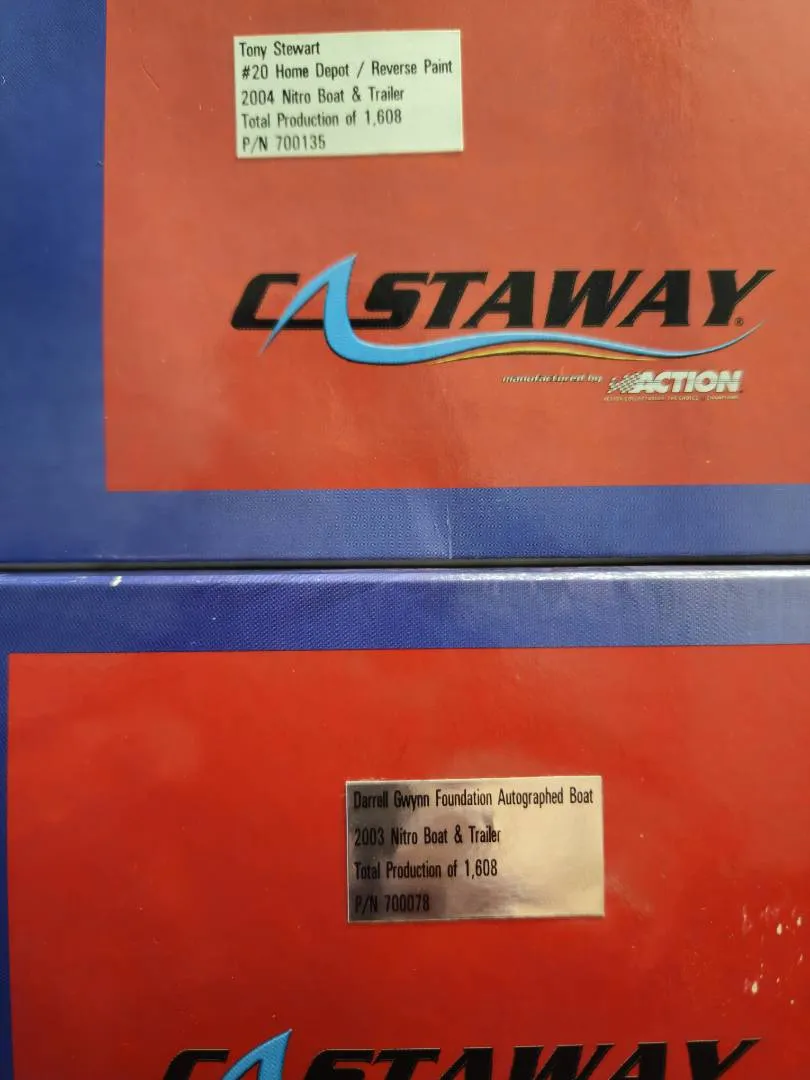 Tony Stewart
#20 Home Depot / Reverse Paint
2004 Nitro Boat & Trailer
Total Production of 1,608
P/N 700135
CASTAWAY®
manufactured by ACTION
Darrell Gwynn Foundation Autographed Boat
2003 Nitro Boat & Trailer
Total Production of 1,608
P/N 700078
CASTAWAY